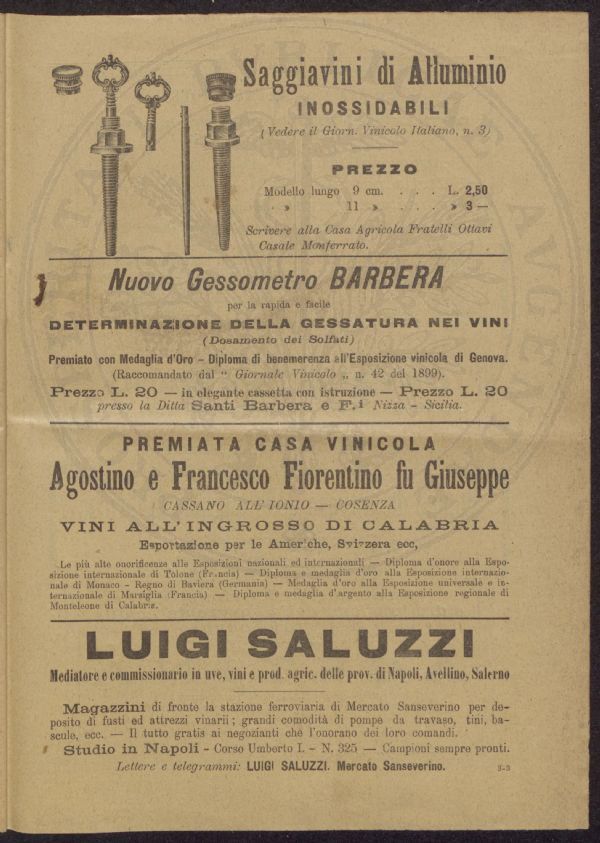 Saggiavini di Alluminio
INOSSIDABILI
(Vedere il Giorn. Vinicolo Italiano, n. 3)
PREZZO
Modello lungo 9 cm. . . . L. 2,50
» 11 » . . . » 3 —
Scrivere alla Casa Agricola Fratelli Ottavi
Casale Monferrato.
Nuovo Gessometro BARBERA
per la rapida e facile
DETERMINAZIONE DELLA GESSATURA NEI VINI
(Dosamento dei Solfati)
Premiato con Medaglia d'Oro - Diploma di benemerenza all'Esposizione vinicola di Genova.
(Raccomandato dal “ Giornale Vinicolo „ n. 42 del 1899).
Prezzo L. 20 — in elegante cassetta con istruzione — Prezzo L. 20
presso la Ditta Santi Barbera e F.i Nizza - Sicilia.
PREMIATA CASA VINICOLA
Agostino e Francesco Fiorentino fu Giuseppe
CASSANO ALL'IONIO — COSENZA
VINI ALL'INGROSSO DI CALABRIA
Esportazione per le Americhe, Svizzera ecc,
Le più alte onorificenze alle Esposizioni nazionali ed internazionali — Diploma d'onore alla Espo-
sizione internazionale di Tolone (Francia) — Diploma e medaglia d'oro alla Esposizione internazio-
nale di Monaco - Regno di Baviera (Germania) — Medaglia d'oro alla Esposizione universale e in-
ternazionale di Marsiglia (Francia) — Diploma e medaglia d'argento alla Esposizione regionale di
Monteleone di Calabria.
LUIGI SALUZZI
Mediatore e commissionario in uve, vini e prod. agric. delle prov. di Napoli, Avellino, Salerno
Magazzini di fronte la stazione ferroviaria di Mercato Sanseverino per de-
posito di fusti ed attrezzi vinarii; grandi comodità di pompe da travaso, tini, ba-
scule, ecc. — Il tutto gratis ai negozianti che l'onorano dei loro comandi.
Studio in Napoli - Corso Umberto I. - N. 325 — Campioni sempre pronti.
Lettere e telegrammi: LUIGI SALUZZI. Mercato Sanseverino. 3-3